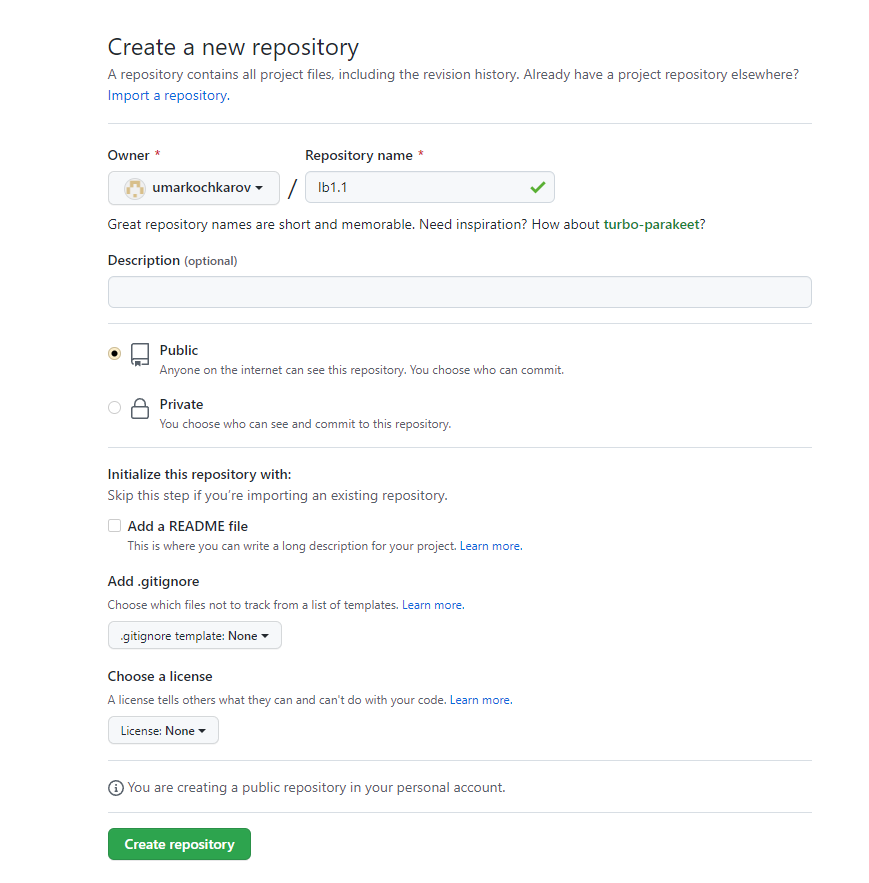 Create a new repository
A repository contains all project files, including the revision history. Already have a project repository elsewhere?
Import a repository.
Owner * Repository name *
umarkochkarov / lb1.1
Great repository names are short and memorable. Need inspiration? How about turbo-parakeet?
Description (optional)
Public
Anyone on the internet can see this repository. You choose who can commit.
Private
You choose who can see and commit to this repository.
Initialize this repository with:
Skip this step if you're importing an existing repository.
Add a README file
This is where you can write a long description for your project. Learn more.
Add .gitignore
Choose which files not to track from a list of templates. Learn more.
.gitignore template: None
Choose a license
A license tells others what they can and can't do with your code. Learn more.
License: None
You are creating a public repository in your personal account.
Create repository